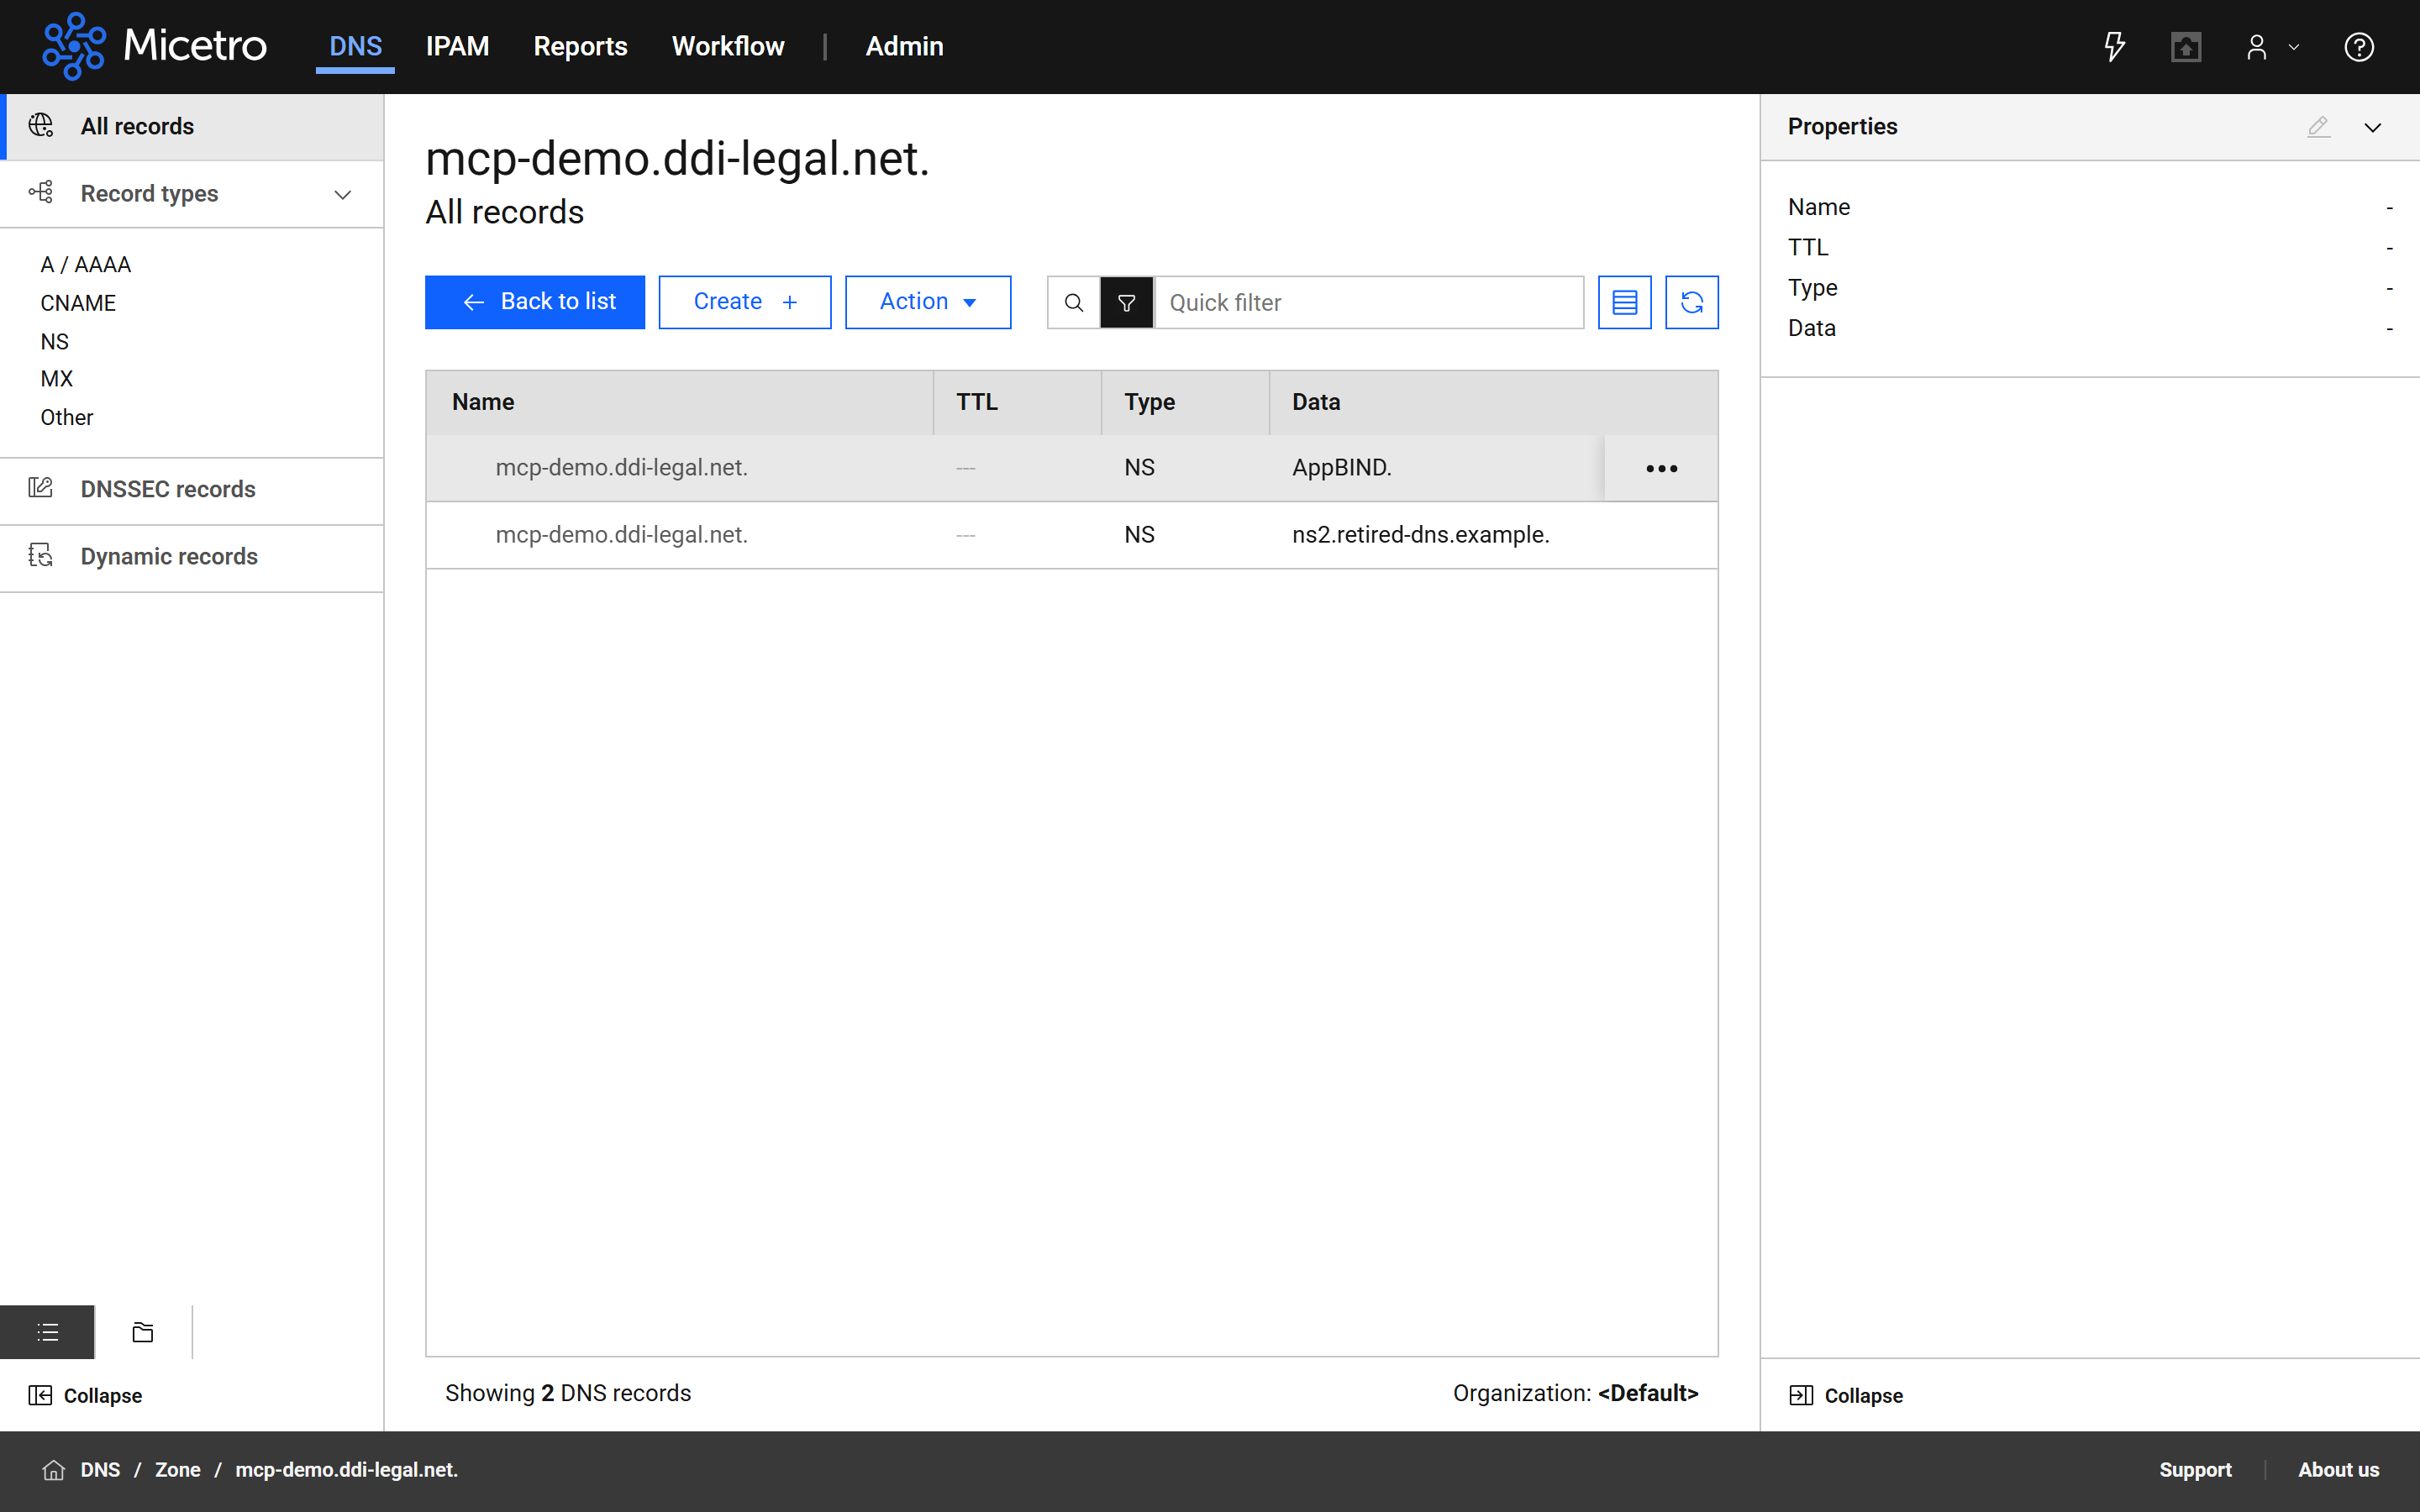 Micetro DNS IPAM Reports Workflow | Admin
All records
Record types
A / AAAA
CNAME
NS
MX
Other
DNSSEC records
Dynamic records
Collapse
mcp-demo.ddi-legal.net.
All records
Back to list Create + Action Quick filter
Name TTL Type Data
mcp-demo.ddi-legal.net. --- NS AppBIND.
mcp-demo.ddi-legal.net. --- NS ns2.retired-dns.example.
Showing 2 DNS records Organization: <Default>
Properties
Name -
TTL -
Type -
Data -
Collapse
DNS / Zone / mcp-demo.ddi-legal.net. Support About us